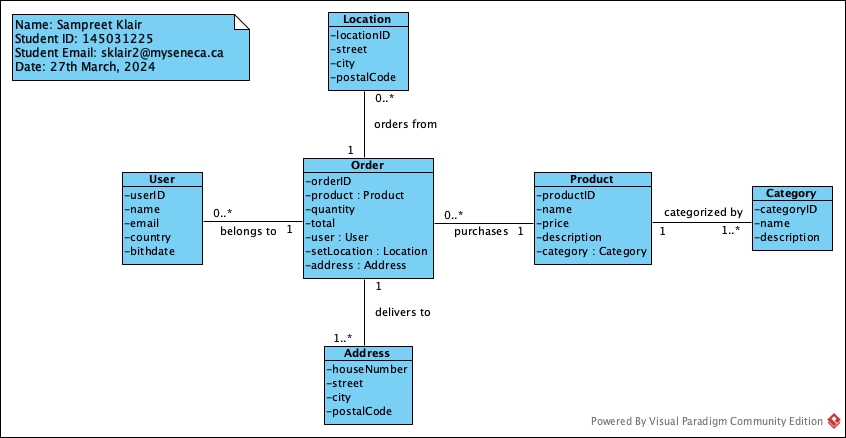 Name: Sampreet Klair
Student ID: 145031225
Student Email: sklair2@myseneca.ca
Date: 27th March, 2024
Location
-locationID
-street
-city
-postalCode
0..*
orders from
1
User
-userID
-name
-email
-country
-bithdate
0..*
belongs to
1
Order
-orderID
-product : Product
-quantity
-total
-user : User
-setLocation : Location
-address : Address
0..*
purchases
1
Product
-productID
-name
-price
-description
-category : Category
categorized by
1
1..*
Category
-categoryID
-name
-description
1
delivers to
1..*
Address
-houseNumber
-street
-city
-postalCode
Powered By Visual Paradigm Community Edition